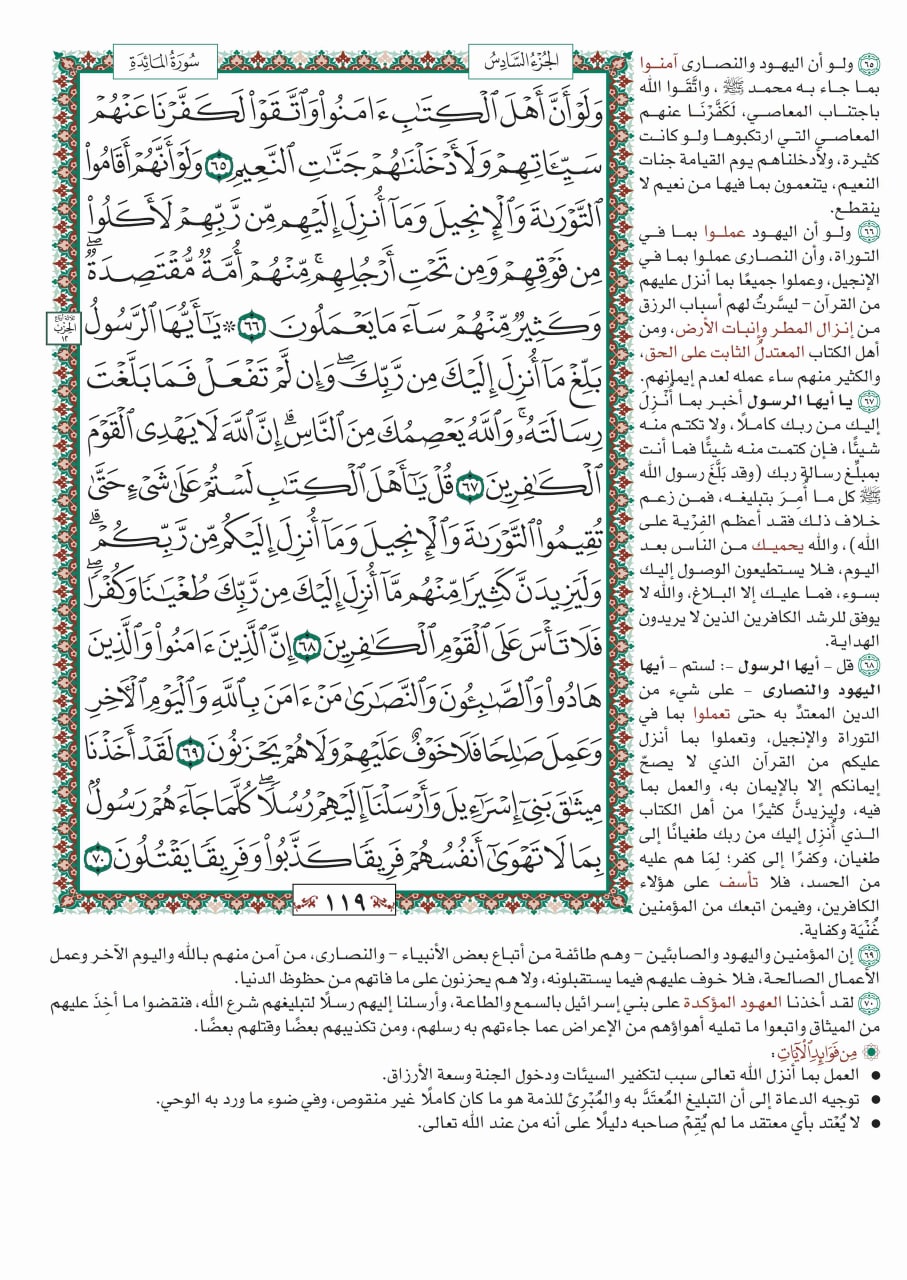 الجُزْءُ السَّادِسُ
سُورَةُ المَائِدَةِ
وَلَوْ أَنَّ أَهْلَ ٱلْكِتَٰبِ ءَامَنُوا۟ وَٱتَّقَوْا۟ لَكَفَّرْنَا عَنْهُمْ
سَيِّـَٔاتِهِمْ وَلَأَدْخَلْنَٰهُمْ جَنَّٰتِ ٱلنَّعِيمِ ٦٥ وَلَوْ أَنَّهُمْ أَقَامُوا۟
ٱلتَّوْرَىٰةَ وَٱلْإِنجِيلَ وَمَآ أُنزِلَ إِلَيْهِم مِّن رَّبِّهِمْ لَأَكَلُوا۟
مِن فَوْقِهِمْ وَمِن تَحْتِ أَرْجُلِهِم ۚ مِّنْهُمْ أُمَّةٌ مُّقْتَصِدَةٌ ۖ
وَكَثِيرٌ مِّنْهُمْ سَآءَ مَا يَعْمَلُونَ ٦٦ ۞ يَٰٓأَيُّهَا ٱلرَّسُولُ
بَلِّغْ مَآ أُنزِلَ إِلَيْكَ مِن رَّبِّكَ ۖ وَإِن لَّمْ تَفْعَلْ فَمَا بَلَّغْتَ
رِسَالَتَهُۥ ۚ وَٱللَّهُ يَعْصِمُكَ مِنَ ٱلنَّاسِ ۗ إِنَّ ٱللَّهَ لَا يَهْدِى ٱلْقَوْمَ
ٱلْكَٰفِرِينَ ٦٧ قُلْ يَٰٓأَهْلَ ٱلْكِتَٰبِ لَسْتُمْ عَلَىٰ شَىْءٍ حَتَّىٰ
تُقِيمُوا۟ ٱلتَّوْرَىٰةَ وَٱلْإِنجِيلَ وَمَآ أُنزِلَ إِلَيْكُم مِّن رَّبِّكُمْ ۗ
وَلَيَزِيدَنَّ كَثِيرًا مِّنْهُم مَّآ أُنزِلَ إِلَيْكَ مِن رَّبِّكَ طُغْيَٰنًا وَكُفْرًا ۖ
فَلَا تَأْسَ عَلَى ٱلْقَوْمِ ٱلْكَٰفِرِينَ ٦٨ إِنَّ ٱلَّذِينَ ءَامَنُوا۟ وَٱلَّذِينَ
هَادُوا۟ وَٱلصَّٰبِـُٔونَ وَٱلنَّصَٰرَىٰ مَنْ ءَامَنَ بِٱللَّهِ وَٱلْيَوْمِ ٱلْـَٔاخِرِ
وَعَمِلَ صَٰلِحًا فَلَا خَوْفٌ عَلَيْهِمْ وَلَا هُمْ يَحْزَنُونَ ٦٩ لَقَدْ أَخَذْنَا
مِيثَٰقَ بَنِىٓ إِسْرَٰٓءِيلَ وَأَرْسَلْنَآ إِلَيْهِمْ رُسُلًا ۖ كُلَّمَا جَآءَهُمْ رَسُولٌۢ
بِمَا لَا تَهْوَىٰٓ أَنفُسُهُمْ فَرِيقًا كَذَّبُوا۟ وَفَرِيقًا يَقْتُلُونَ ٧٠
١١٩
ثلاثة أرباع
الحزب
١٢
٦٥ ولو أن اليهود والنصارى آمنوا
بما جاء به محمد ﷺ، واتَّقَوا الله
باجتناب المعاصي، لَكَفَّرْنَا عنهم
المعاصي التي ارتكبوها ولو كانت
كثيرة، ولأدخلناهم يوم القيامة جنات
النعيم، يتنعمون بما فيها من نعيم لا
ينقطع.
٦٦ ولو أن اليهود عملوا بما في
التوراة، وأن النصارى عملوا بما في
الإنجيل، وعملوا جميعًا بما أنزل عليهم
من القرآن - ليسَّرتُ لهم أسباب الرزق
من إنزال المطر وإنبات الأرض، ومن
أهل الكتاب المعتدلُ الثابت على الحق،
والكثير منهم ساء عمله لعدم إيمانهم.
٦٧ يا أيها الرسول أخبر بما أُنْزِلَ
إليك من ربك كاملًا، ولا تكتم منه
شيئًا، فإن كتمت منه شيئًا فما أنت
بمبلِّغ رسالة ربك (وقد بَلَّغَ رسول الله
ﷺ كل ما أُمِرَ بتبليغه، فمن زعم
خلاف ذلك فقد أعظم الفِرْية على
الله)، والله يحميك من الناس بعد
اليوم، فلا يستطيعون الوصول إليك
بسوء، فما عليك إلا البلاغ، والله لا
يوفق للرشد الكافرين الذين لا يريدون
الهداية.
٦٨ قل - أيها الرسول -: لستم - أيها
اليهود والنصارى - على شيء من
الدين المعتدِّ به حتى تعملوا بما في
التوراة والإنجيل، وتعملوا بما أنزل
عليكم من القرآن الذي لا يصحّ
إيمانكم إلا بالإيمان به، والعمل بما
فيه، وليزيدنَّ كثيرًا من أهل الكتاب
الذي أُنزِل إليك من ربك طغيانًا إلى
طغيان، وكفرًا إلى كفر؛ لِمَا هم عليه
من الحسد، فلا تأسف على هؤلاء
الكافرين، وفيمن اتبعك من المؤمنين
غُنْيَة وكفاية.
٦٩ إن المؤمنين واليهود والصابئين - وهم طائفة من أتباع بعض الأنبياء - والنصارى، من آمن منهم بالله واليوم الآخر وعمل
الأعمال الصالحة، فلا خوف عليهم فيما يستقبلونه، ولا هم يحزنون على ما فاتهم من حظوظ الدنيا.
٧٠ لقد أخذنا العهود المؤكدة على بني إسرائيل بالسمع والطاعة، وأرسلنا إليهم رسلًا لتبليغهم شرع الله، فنقضوا ما أُخِذَ عليهم
من الميثاق واتبعوا ما تمليه أهواؤهم من الإعراض عما جاءتهم به رسلهم، ومن تكذيبهم بعضًا وقتلهم بعضًا.
مِن فَوَائِدِ الآيَاتِ:
● العمل بما أنزل الله تعالى سبب لتكفير السيئات ودخول الجنة وسعة الأرزاق.
● توجيه الدعاة إلى أن التبليغ المُعتَدَّ به والمُبْرِئَ للذمة هو ما كان كاملًا غير منقوص، وفي ضوء ما ورد به الوحي.
● لا يُعْتد بأي معتقد ما لم يُقِمْ صاحبه دليلًا على أنه من عند الله تعالى.